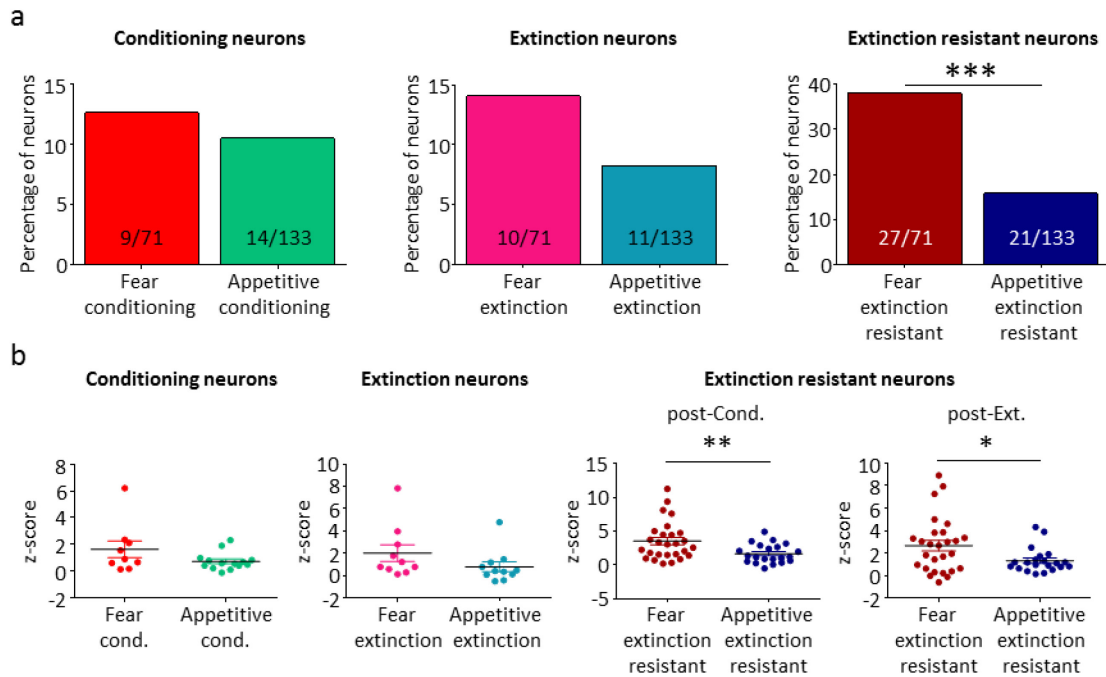 a
Conditioning neurons
Extinction neurons
Extinction resistant neurons
Percentage of neurons
15
10
5
0
9/71
14/133
Fear
conditioning
Appetitive
conditioning
Percentage of neurons
15
10
5
0
10/71
11/133
Fear
extinction
Appetitive
extinction
Percentage of neurons
40
30
20
10
0
***
27/71
21/133
Fear
extinction
resistant
Appetitive
extinction
resistant
b
Conditioning neurons
Extinction neurons
Extinction resistant neurons
post-Cond.
post-Ext.
z-score
8
6
4
2
0
-2
Fear
cond.
Appetitive
cond.
z-score
10
8
6
4
2
0
-2
Fear
extinction
Appetitive
extinction
z-score
15
10
5
0
-5
**
Fear
extinction
resistant
Appetitive
extinction
resistant
z-score
10
8
6
4
2
0
-2
*
Fear
extinction
resistant
Appetitive
extinction
resistant